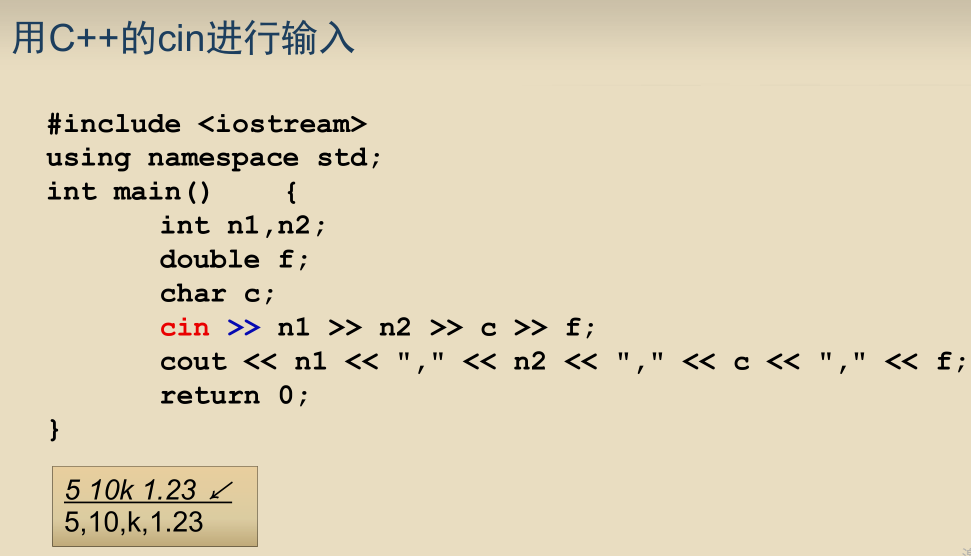 用C++的cin进行输入
#include <iostream>
using namespace std;
int main()    {
        int n1,n2;
        double f;
        char c;
        cin >> n1 >> n2 >> c >> f;
        cout << n1 << "," << n2 << "," << c << "," << f;
        return 0;
}
5 10k 1.23 ↙
5,10,k,1.23